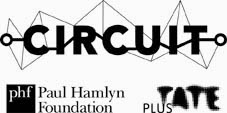 CIRCUIT
phf Paul Hamlyn
Foundation
PLUS TATE